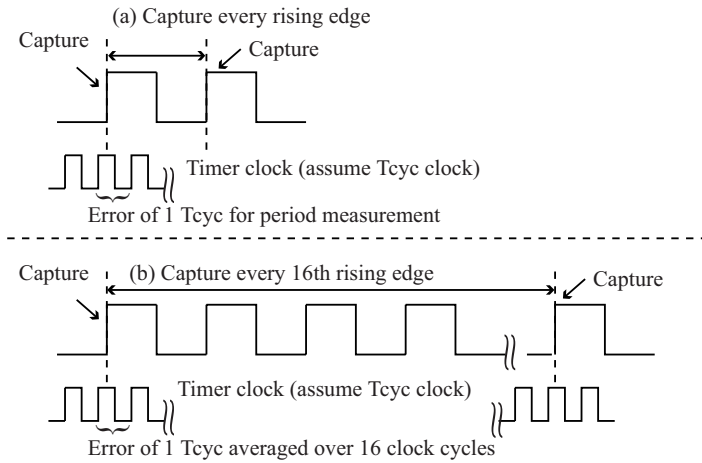 (a) Capture every rising edge
Capture
Capture
Timer clock (assume Tcyc clock)
Error of 1 Tcyc for period measurement
(b) Capture every 16th rising edge
Capture
Capture
Timer clock (assume Tcyc clock)
Error of 1 Tcyc averaged over 16 clock cycles